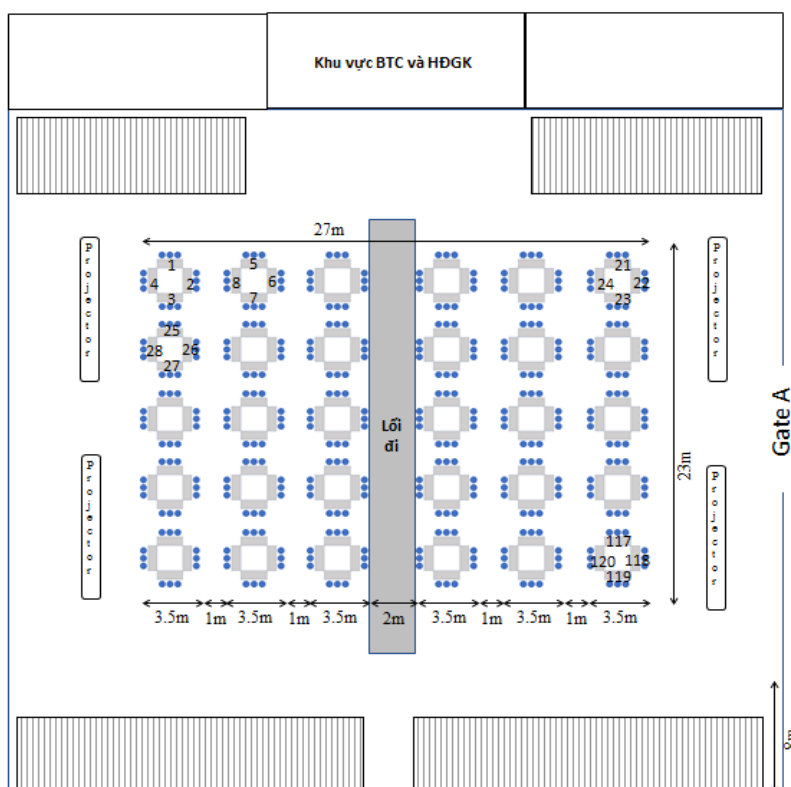 Khu vực BTC và HĐGK
27m
Projector
Projector
1
4
2
3
5
8
6
7
21
24
22
23
25
28
26
27
Lối
đi
Gate A
23m
Projector
Projector
117
120
118
119
3.5m
1m
3.5m
1m
3.5m
2m
3.5m
1m
3.5m
1m
3.5m